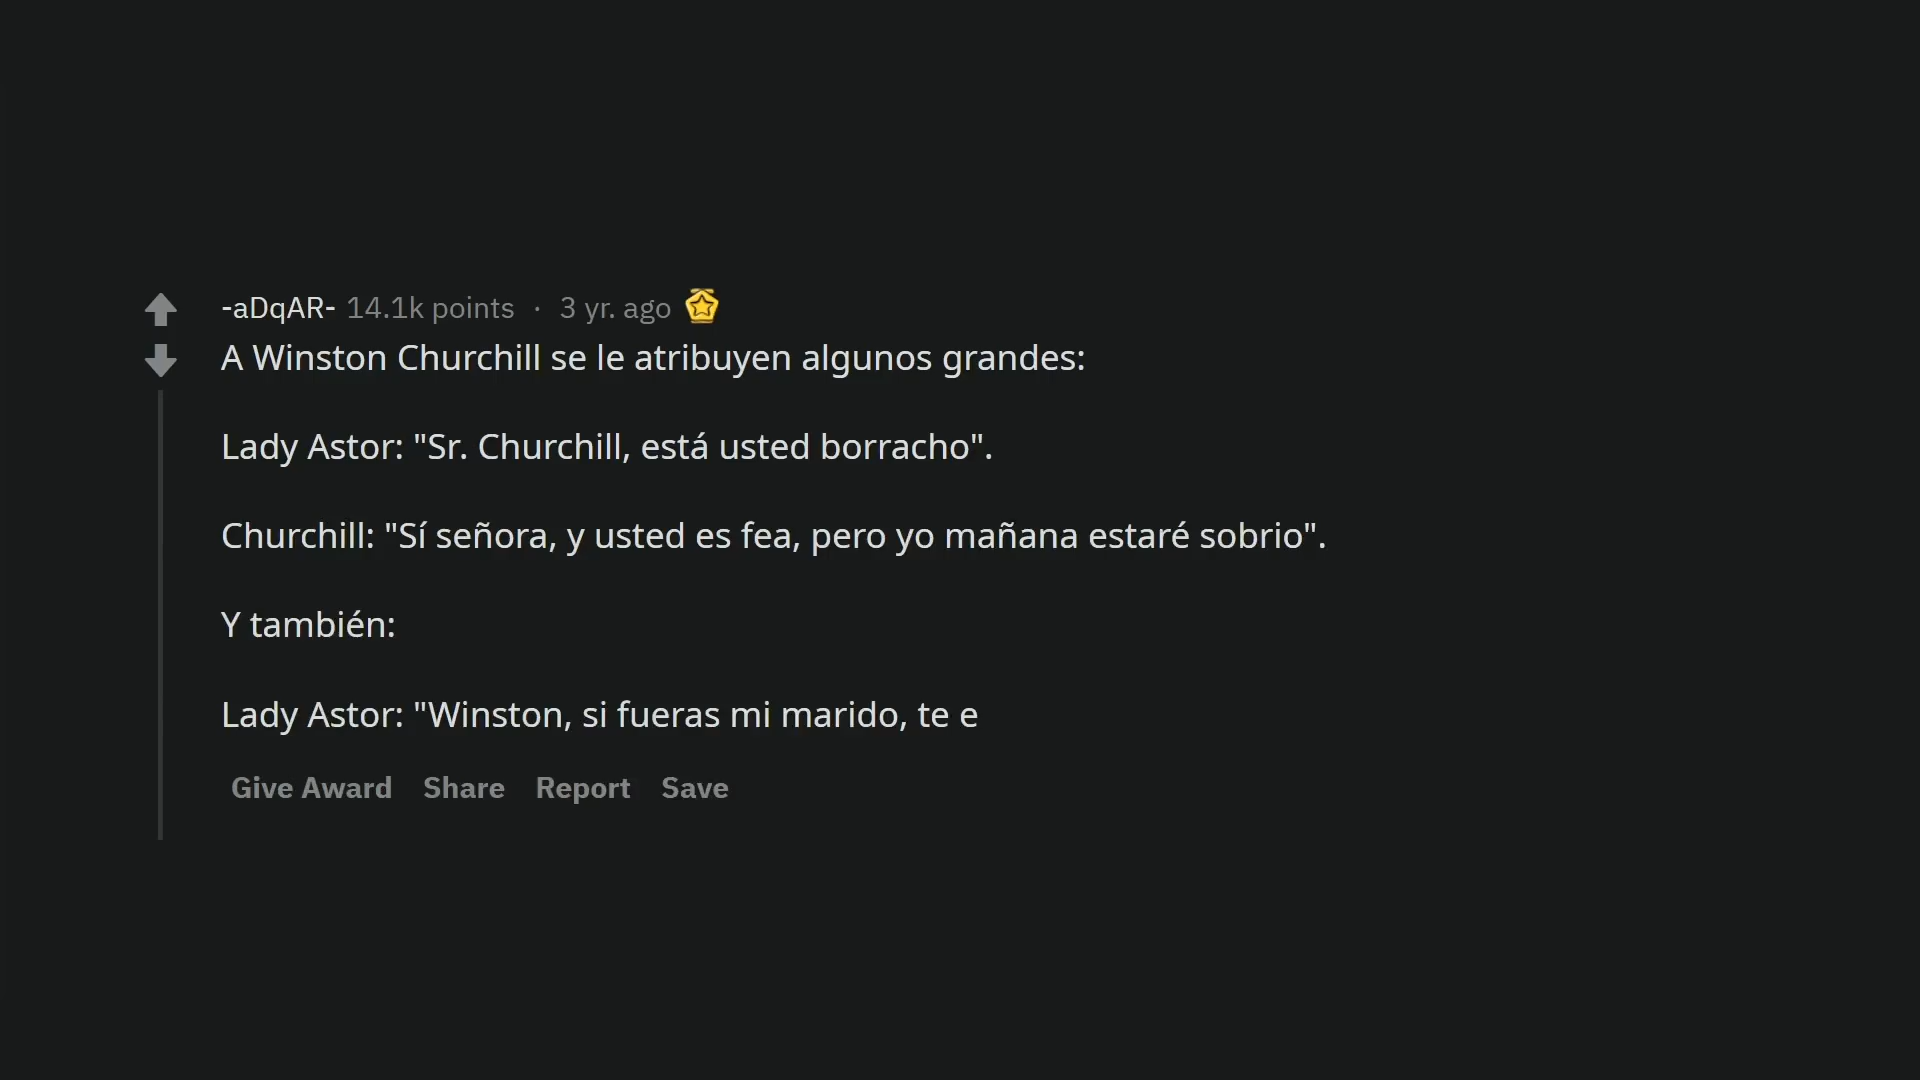 -aDqAR- 14.1k points · 3 yr. ago
A Winston Churchill se le atribuyen algunos grandes:
Lady Astor: "Sr. Churchill, está usted borracho".
Churchill: "Sí señora, y usted es fea, pero yo mañana estaré sobrio".
Y también:
Lady Astor: "Winston, si fueras mi marido, te e
Give Award Share Report Save